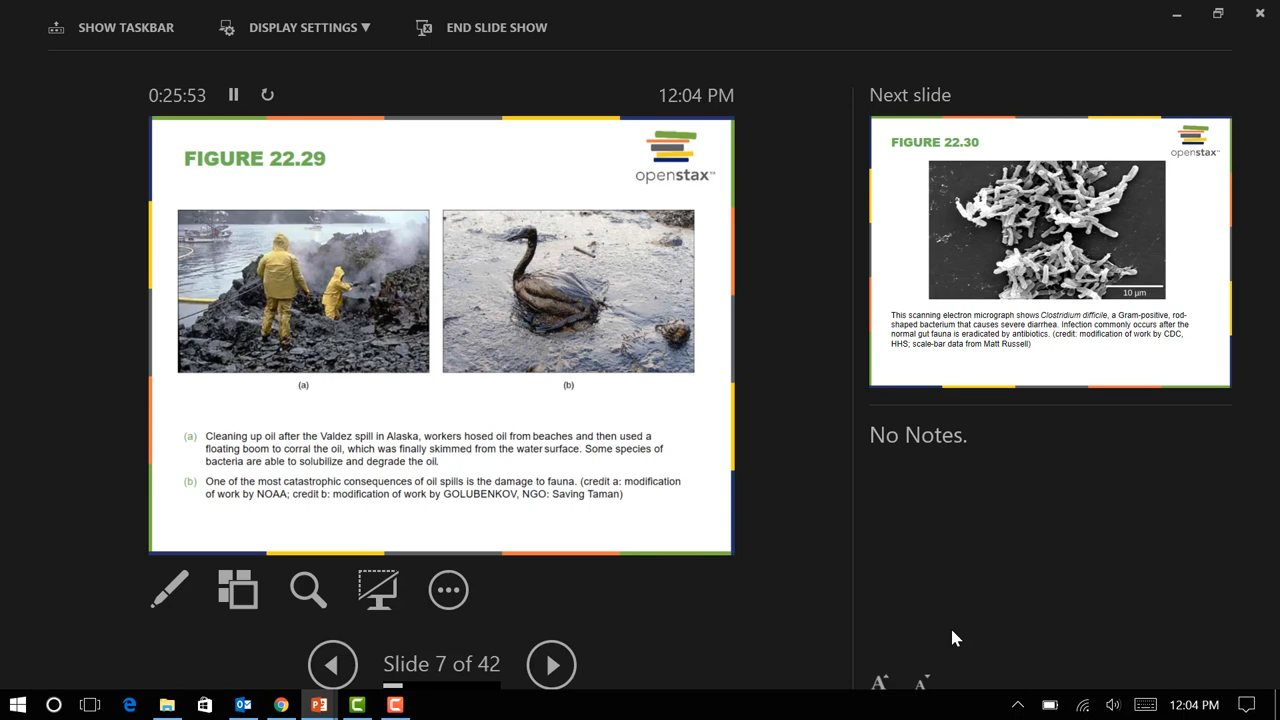 SHOW TASKBAR
DISPLAY SETTINGS ▼
END SLIDE SHOW
0:25:53
12:04 PM
FIGURE 22.29
openstax™
(a)
(b)
(a) Cleaning up oil after the Valdez spill in Alaska, workers hosed oil from beaches and then used a
floating boom to corral the oil, which was finally skimmed from the water surface. Some species of
bacteria are able to solubilize and degrade the oil.
(b) One of the most catastrophic consequences of oil spills is the damage to fauna. (credit a: modification
of work by NOAA; credit b: modification of work by GOLUBENKOV, NGO: Saving Taman)
Slide 7 of 42
Next slide
FIGURE 22.30
openstax™
10 µm
This scanning electron micrograph shows Clostridium difficile, a Gram-positive, rod-
shaped bacterium that causes severe diarrhea. Infection commonly occurs after the
normal gut fauna is eradicated by antibiotics. (credit: modification of work by CDC,
HHS; scale-bar data from Matt Russell)
No Notes.
A A
12:04 PM